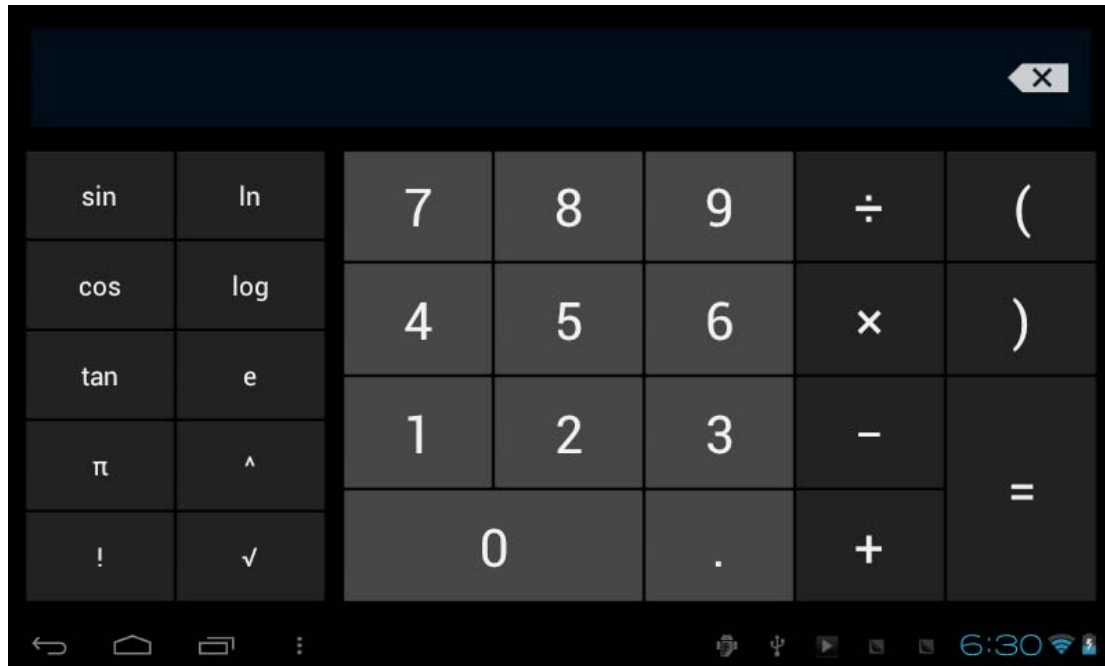 sin ln 7 8 9 ÷ (
cos log 4 5 6 × )
tan e 1 2 3 −
π ^ =
! √ 0 . +
6:30